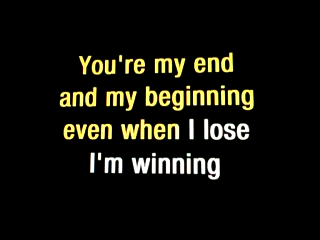 You're my end
and my beginning
even when I lose
I'm winning